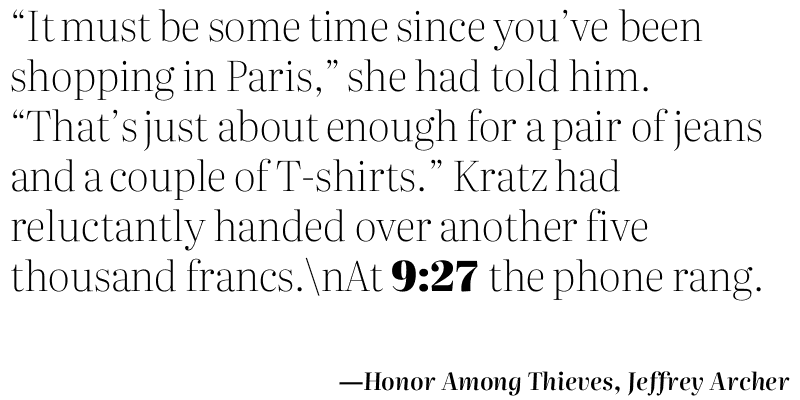 “It must be some time since you’ve been
shopping in Paris,” she had told him.
“That’s just about enough for a pair of jeans
and a couple of T-shirts.” Kratz had
reluctantly handed over another five
thousand francs.\nAt 9:27 the phone rang.
—Honor Among Thieves, Jeffrey Archer